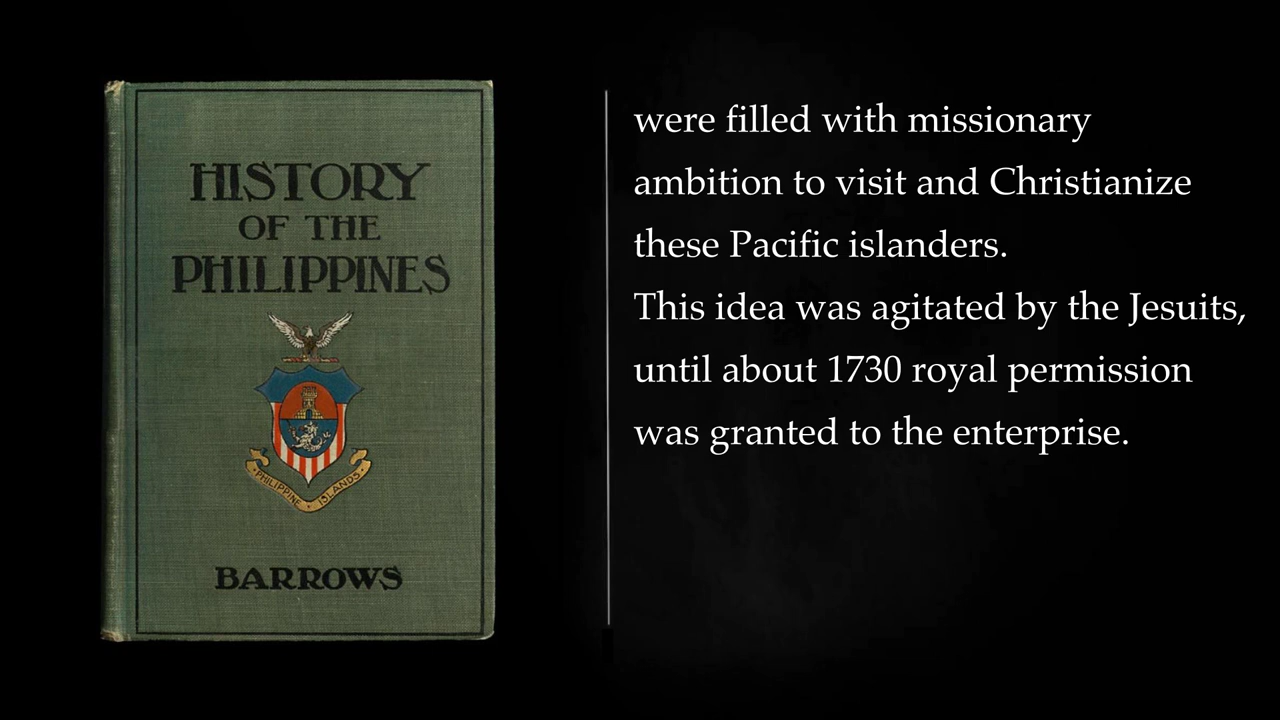 HISTORY
OF THE
PHILIPPINES
PHILIPPINE ISLANDS
BARROWS
were filled with missionary
ambition to visit and Christianize
these Pacific islanders.
This idea was agitated by the Jesuits,
until about 1730 royal permission
was granted to the enterprise.